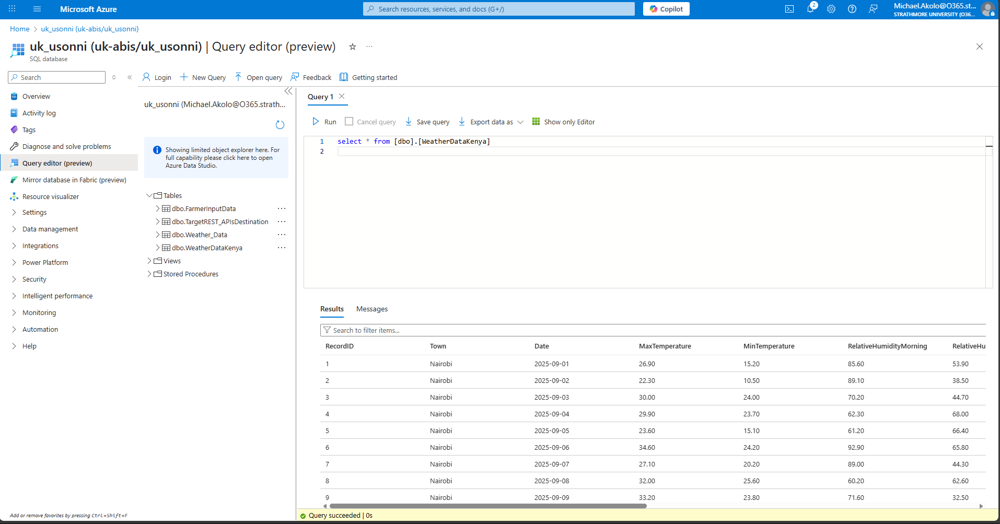 Microsoft Azure
Search resources, services, and docs (G+/)
Copilot
2
Michael.Akolo@O365.st...
STRATHMORE UNIVERSITY (O36...
Home > uk_usonni (uk-abis/uk_usonni)
uk_usonni (uk-abis/uk_usonni) | Query editor (preview)
SQL database
Search
Overview
Activity log
Tags
Diagnose and solve problems
Query editor (preview)
Mirror database in Fabric (preview)
Resource visualizer
Settings
Data management
Integrations
Power Platform
Security
Intelligent performance
Monitoring
Automation
Help
Add or remove favorites by pressing Ctrl+Shift+F
Login New Query Open query Feedback Getting started
uk_usonni (Michael.Akolo@O365.strath...
Showing limited object explorer here. For
full capability please click here to open
Azure Data Studio.
Tables
dbo.FarmerInputData
dbo.TargetREST_APIsDestination
dbo.Weather_Data
dbo.WeatherDataKenya
Views
Stored Procedures
Query 1
Run Cancel query Save query Export data as Show only Editor
1 select * from [dbo].[WeatherDataKenya]
2
Results Messages
Search to filter items...
RecordID Town Date MaxTemperature MinTemperature RelativeHumidityMorning RelativeHu
1 Nairobi 2025-09-01 26.90 15.20 85.60 53.90
2 Nairobi 2025-09-02 22.30 10.50 89.10 38.50
3 Nairobi 2025-09-03 30.00 24.00 70.20 44.70
4 Nairobi 2025-09-04 29.90 23.70 62.30 68.00
5 Nairobi 2025-09-05 23.60 15.10 61.20 66.40
6 Nairobi 2025-09-06 34.60 24.20 92.90 65.80
7 Nairobi 2025-09-07 27.10 20.20 89.00 44.30
8 Nairobi 2025-09-08 32.00 25.60 60.20 62.60
9 Nairobi 2025-09-09 33.20 23.80 71.60 32.50
Query succeeded | 0s